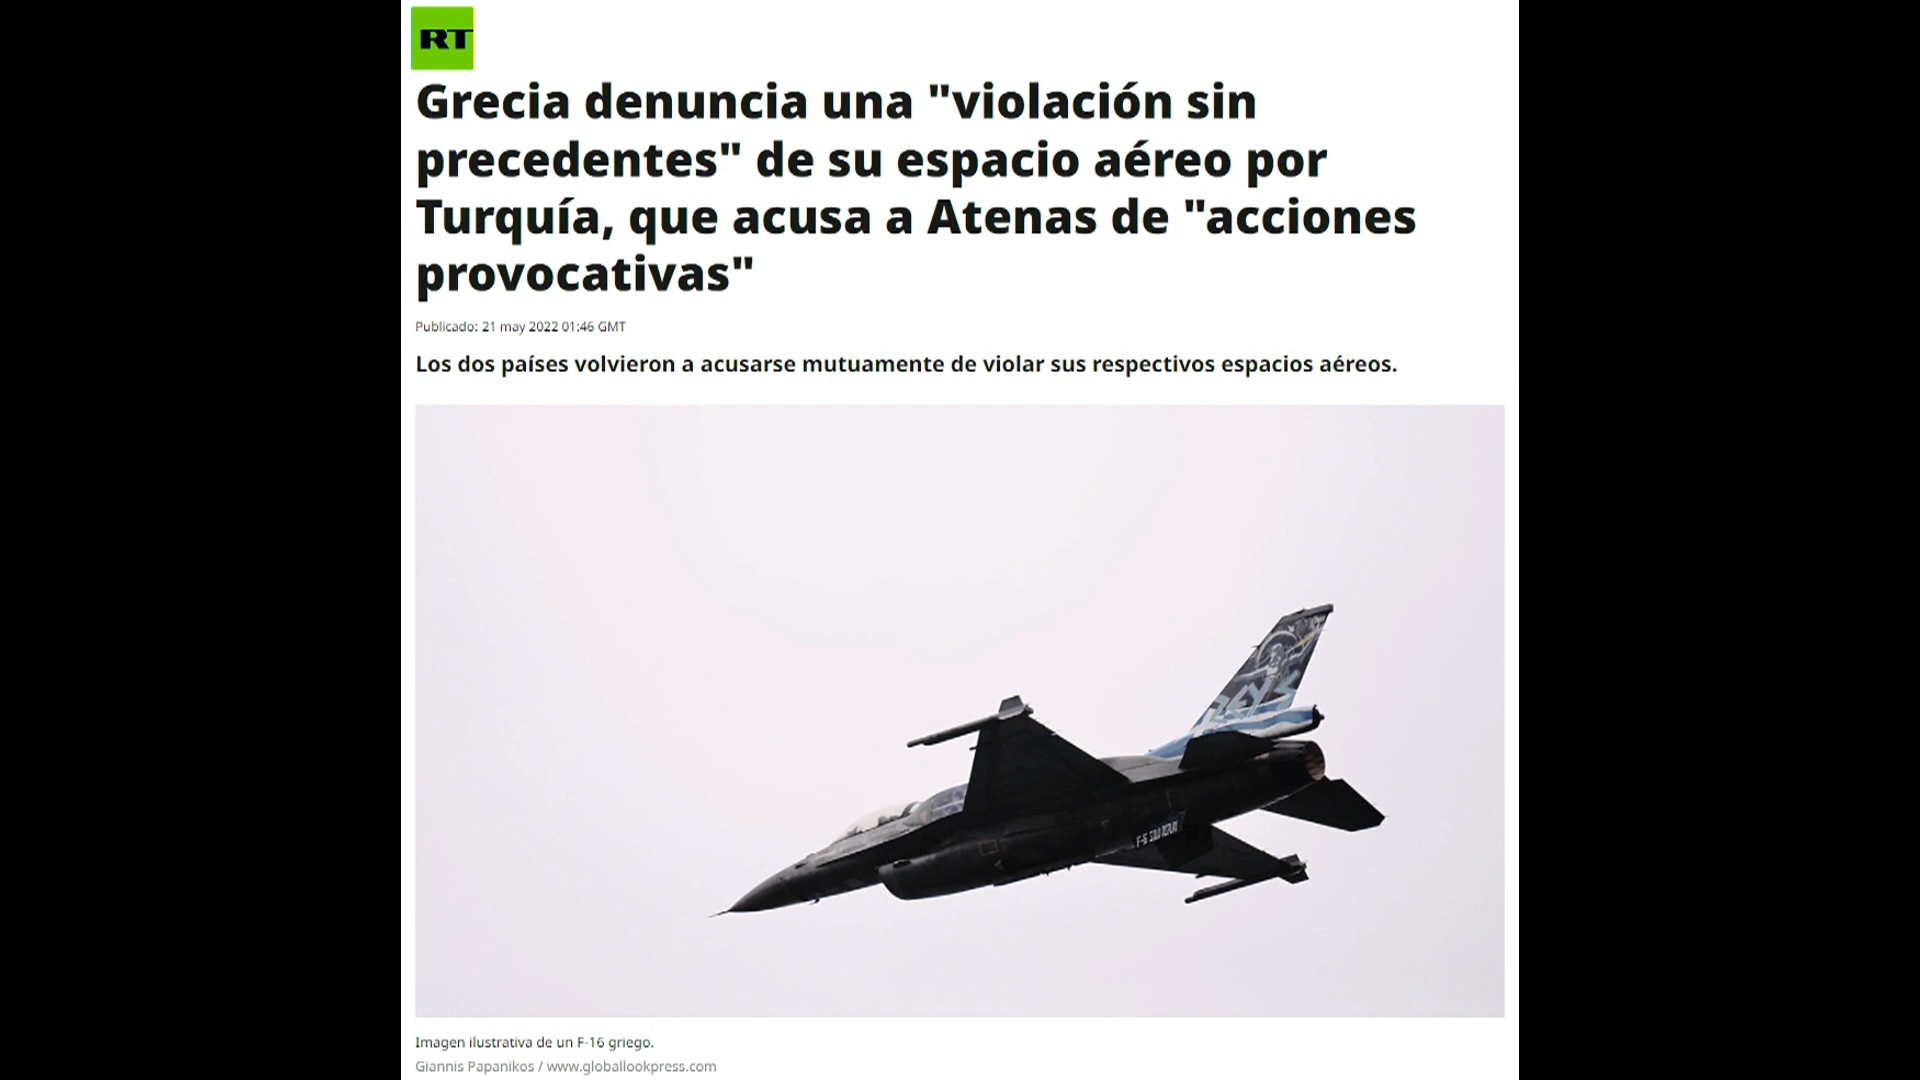 RT
Grecia denuncia una "violación sin
precedentes" de su espacio aéreo por
Turquía, que acusa a Atenas de "acciones
provocativas"
Publicado: 21 may 2022 01:46 GMT
Los dos países volvieron a acusarse mutuamente de violar sus respectivos espacios aéreos.
Imagen ilustrativa de un F-16 griego.
Giannis Papanikos / www.globallookpress.com